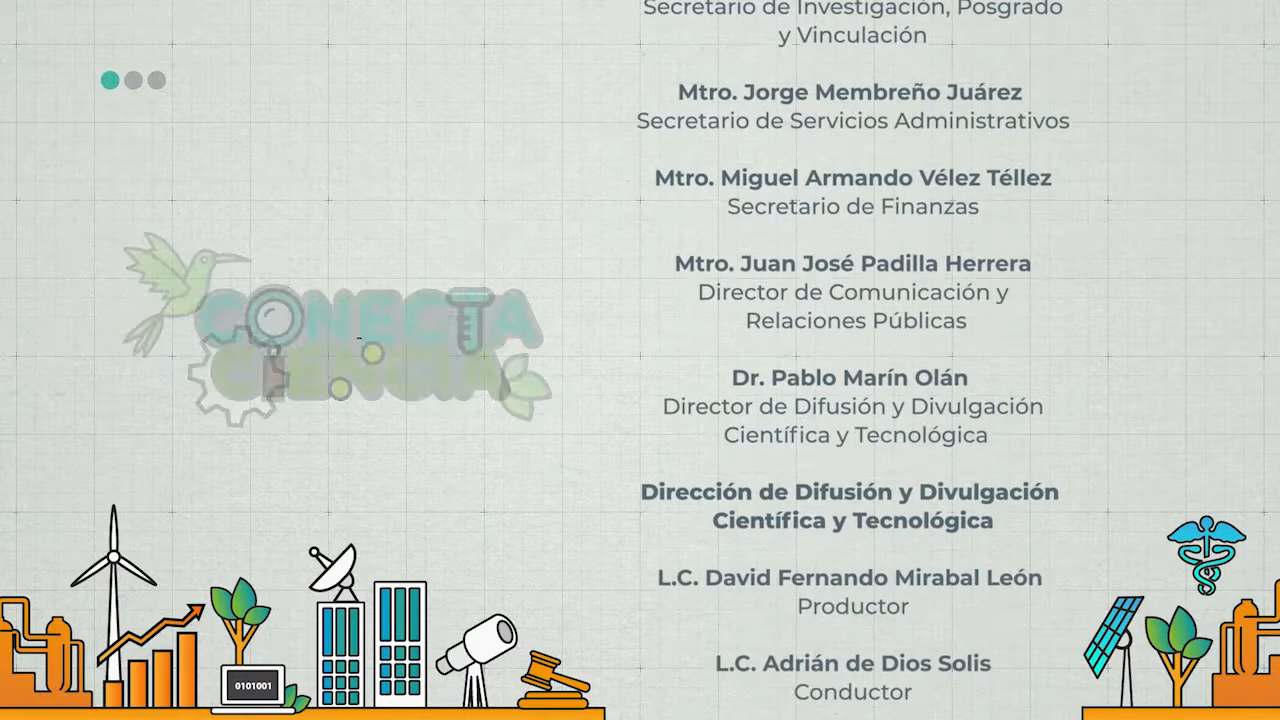 Secretario de Investigación, Posgrado
y Vinculación
Mtro. Jorge Membreño Juárez
Secretario de Servicios Administrativos
Mtro. Miguel Armando Vélez Téllez
Secretario de Finanzas
Mtro. Juan José Padilla Herrera
Director de Comunicación y
Relaciones Públicas
Dr. Pablo Marín Olán
Director de Difusión y Divulgación
Científica y Tecnológica
Dirección de Difusión y Divulgación
Científica y Tecnológica
L.C. David Fernando Mirabal León
Productor
L.C. Adrián de Dios Solis
Conductor
CONECTA
CIENCIA
0101001